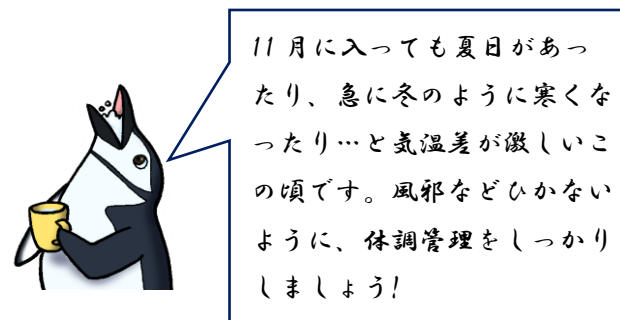 11月に入っても夏日があっ
たり、急に冬のように寒くな
ったり…と気温差が激しいこ
の頃です。風邪などひかない
ように、体調管理をしっかり
しましょう!